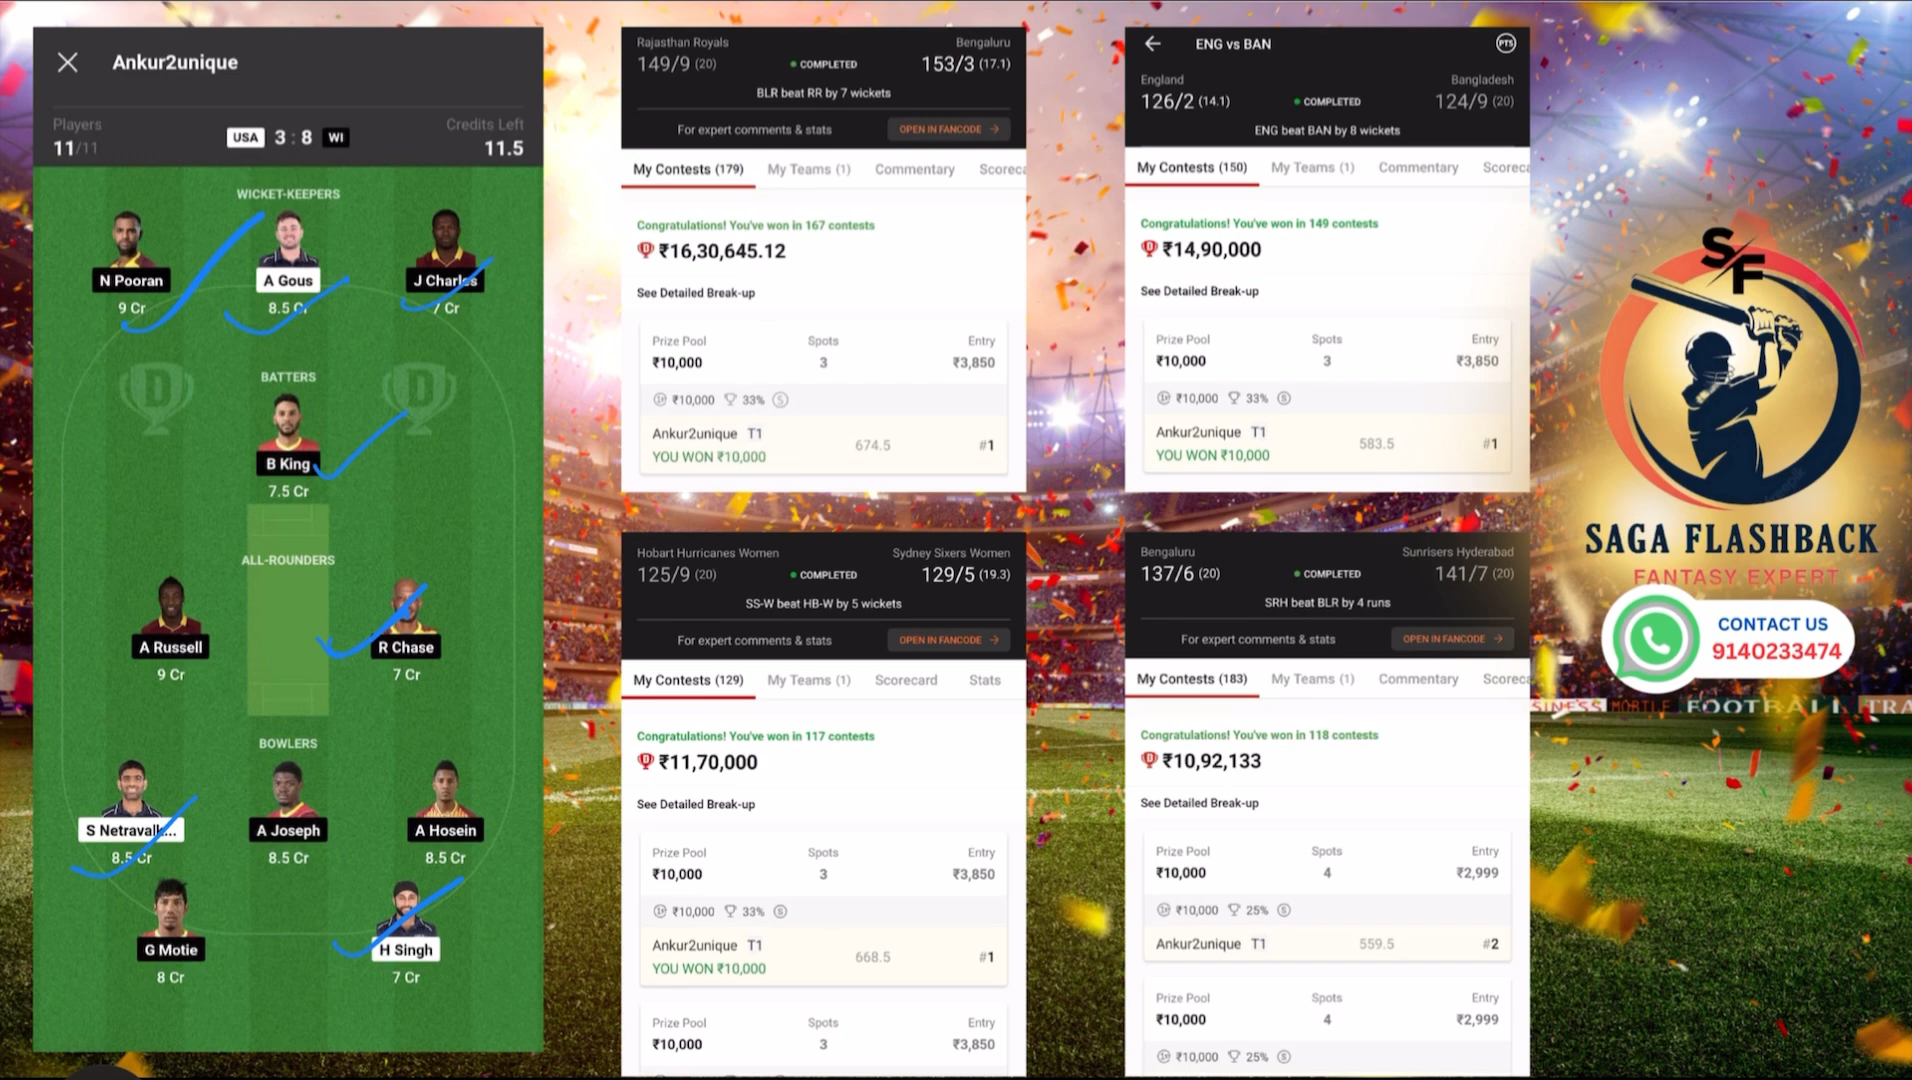 Ankur2unique
Players
11/11
USA 3 : 8 WI
Credits Left
11.5
WICKET-KEEPERS
N Pooran
9 Cr
A Gous
8.5 Cr
J Charles
7 Cr
BATTERS
B King
7.5 Cr
ALL-ROUNDERS
A Russell
9 Cr
R Chase
7 Cr
BOWLERS
S Netravalk...
8.5 Cr
A Joseph
8.5 Cr
A Hosein
8.5 Cr
G Motie
8 Cr
H Singh
7 Cr
Rajasthan Royals Bengaluru
149/9 (20) COMPLETED 153/3 (17.1)
BLR beat RR by 7 wickets
For expert comments & stats OPEN IN FANCODE
My Contests (179) My Teams (1) Commentary Scorec
Congratulations! You've won in 167 contests
₹16,30,645.12
See Detailed Break-up
Prize Pool Spots Entry
₹10,000 3 ₹3,850
₹10,000 33% S
Ankur2unique T1 674.5 #1
YOU WON ₹10,000
ENG vs BAN PTS
England Bangladesh
126/2 (14.1) COMPLETED 124/9 (20)
ENG beat BAN by 8 wickets
My Contests (150) My Teams (1) Commentary Scorec
Congratulations! You've won in 149 contests
₹14,90,000
See Detailed Break-up
Prize Pool Spots Entry
₹10,000 3 ₹3,850
₹10,000 33% S
Ankur2unique T1 583.5 #1
YOU WON ₹10,000
Hobart Hurricanes Women Sydney Sixers Women
125/9 (20) COMPLETED 129/5 (19.3)
SS-W beat HB-W by 5 wickets
For expert comments & stats OPEN IN FANCODE
My Contests (129) My Teams (1) Scorecard Stats
Congratulations! You've won in 117 contests
₹11,70,000
See Detailed Break-up
Prize Pool Spots Entry
₹10,000 3 ₹3,850
₹10,000 33% S
Ankur2unique T1 668.5 #1
YOU WON ₹10,000
Prize Pool Spots Entry
₹10,000 3 ₹3,850
Bengaluru Sunrisers Hyderabad
137/6 (20) COMPLETED 141/7 (20)
SRH beat BLR by 4 runs
For expert comments & stats OPEN IN FANCODE
My Contests (183) My Teams (1) Commentary Scorec
Congratulations! You've won in 118 contests
₹10,92,133
See Detailed Break-up
Prize Pool Spots Entry
₹10,000 4 ₹2,999
₹10,000 25% S
Ankur2unique T1 559.5 #2
Prize Pool Spots Entry
₹10,000 4 ₹2,999
₹10,000 25% S
SF
SAGA FLASHBACK
FANTASY EXPERT
CONTACT US
9140233474
SINESS MOBILE FOOTBALL TRA